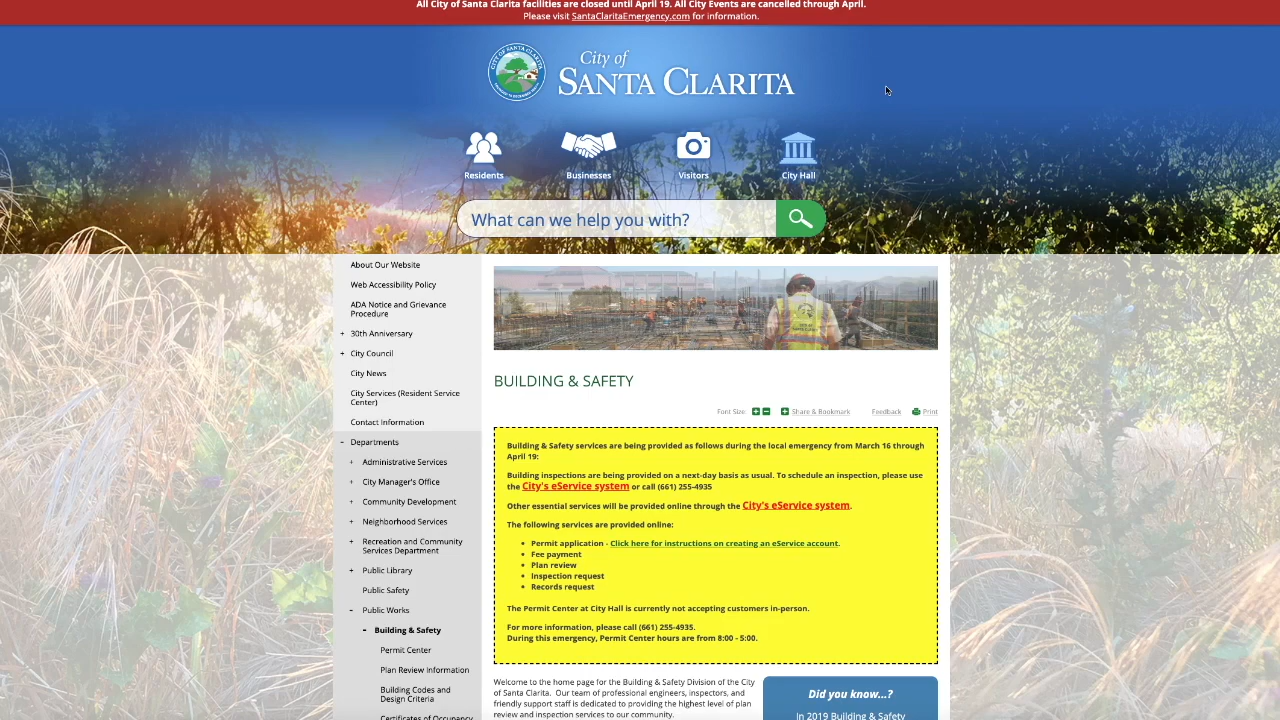 All City of Santa Clarita facilities are closed until April 19. All City Events are cancelled through April.
Please visit SantaClaritaEmergency.com for information.
City of
SANTA CLARITA
Residents
Businesses
Visitors
City Hall
What can we help you with?
About Our Website
Web Accessibility Policy
ADA Notice and Grievance
Procedure
+ 30th Anniversary
+ City Council
City News
City Services (Resident Service
Center)
Contact Information
- Departments
+ Administrative Services
+ City Manager's Office
+ Community Development
+ Neighborhood Services
+ Recreation and Community
Services Department
+ Public Library
Public Safety
- Public Works
- Building & Safety
Permit Center
Plan Review Information
Building Codes and
Design Criteria
Certificates of Occupancy
BUILDING & SAFETY
Font Size
Share & Bookmark
Feedback
Print
Building & Safety services are being provided as follows during the local emergency from March 16 through
April 19:
Building inspections are being provided on a next-day basis as usual. To schedule an inspection, please use
the City's eService system or call (661) 255-4935
Other essential services will be provided online through the City's eService system.
The following services are provided online:
• Permit application - Click here for instructions on creating an eService account.
• Fee payment
• Plan review
• Inspection request
• Records request
The Permit Center at City Hall is currently not accepting customers in-person.
For more information, please call (661) 255-4935.
During this emergency, Permit Center hours are from 8:00 - 5:00.
Welcome to the home page for the Building & Safety Division of the City
of Santa Clarita. Our team of professional engineers, inspectors, and
friendly support staff is dedicated to providing the highest level of plan
review and inspection services to our community.
Did you know...?
In 2019 Building & Safety